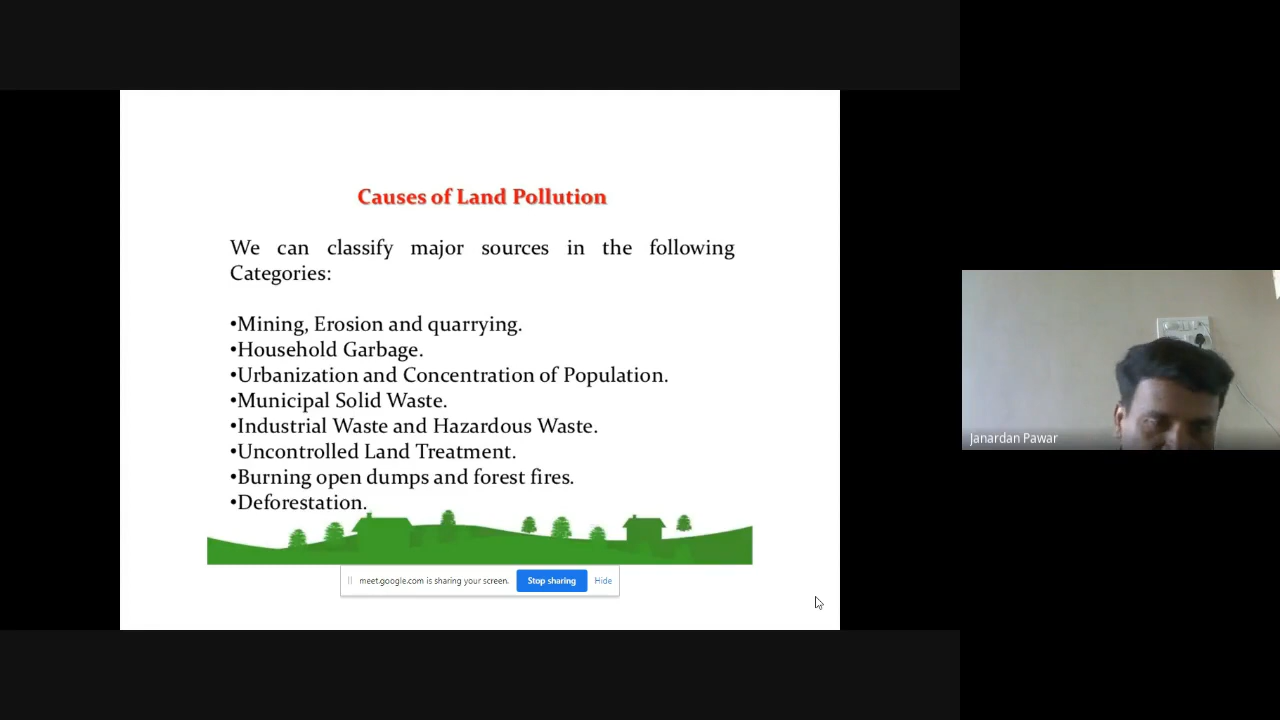 Causes of Land Pollution
We can classify major sources in the following
Categories:
•Mining, Erosion and quarrying.
•Household Garbage.
•Urbanization and Concentration of Population.
•Municipal Solid Waste.
•Industrial Waste and Hazardous Waste.
•Uncontrolled Land Treatment.
•Burning open dumps and forest fires.
•Deforestation.
meet.google.com is sharing your screen. Stop sharing Hide
Janardan Pawar